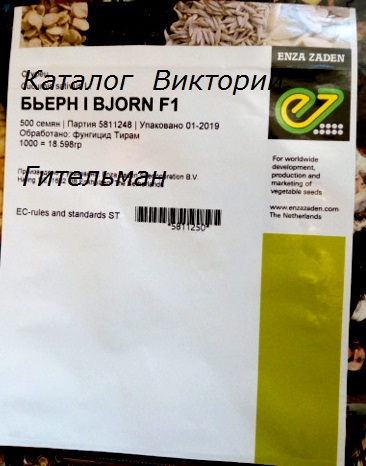 ENZA ZADEN
Каталог Виктории
Cucumis sativus
БЬЕРН I BJORN F1
500 семян | Партия 5811248 | Упаковано 01-2019
Обработано: фунгицид Тирам
1000 = 18.598гр
Гительман
EC-rules and standards ST
*5811250*
For worldwide
development,
production and
marketing of
vegetable seeds
www.enzazaden.com
The Netherlands